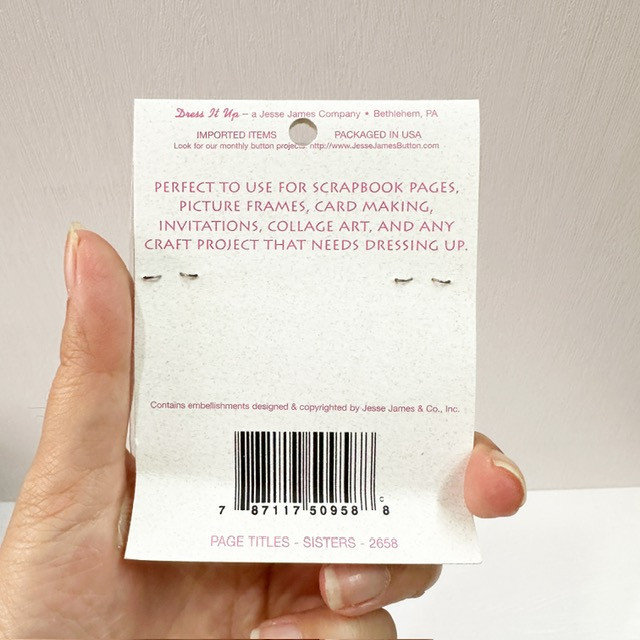 Dress It Up – a Jesse James Company • Bethlehem, PA
IMPORTED ITEMS PACKAGED IN USA
Look for our monthly button projects. http://www.JesseJamesButton.com
PERFECT TO USE FOR SCRAPBOOK PAGES,
PICTURE FRAMES, CARD MAKING,
INVITATIONS, COLLAGE ART, AND ANY
CRAFT PROJECT THAT NEEDS DRESSING UP.
Contains embellishments designed & copyrighted by Jesse James & Co., Inc.
7 87117 50958 8
C
PAGE TITLES - SISTERS - 2658